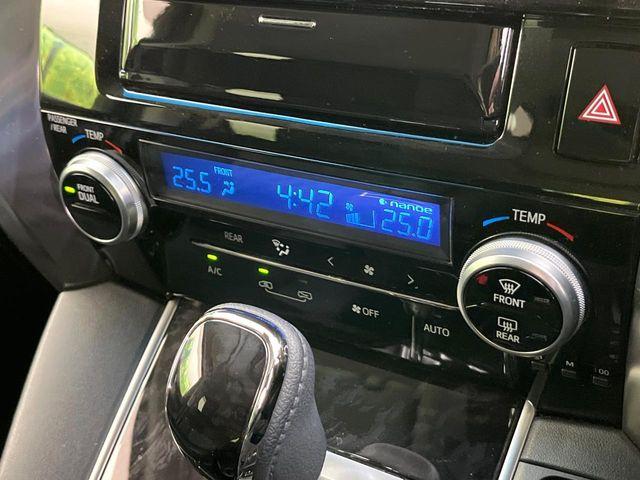 PASSENGER
/REAR
TEMP
FRONT
DUAL
25.5
FRONT
4:42
nanoe
25.0
TEMP
REAR
A/C
OFF
AUTO
FRONT
REAR
M